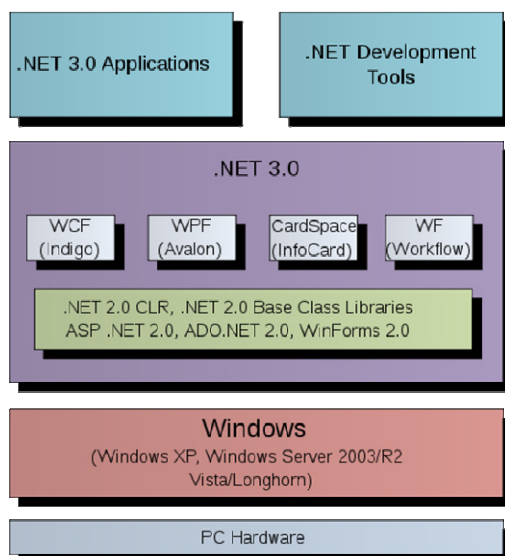 .NET 3.0 Applications
.NET Development
Tools
.NET 3.0
WCF
(Indigo)
WPF
(Avalon)
CardSpace
(InfoCard)
WF
(Workflow)
.NET 2.0 CLR, .NET 2.0 Base Class Libraries
ASP .NET 2.0, ADO.NET 2.0, WinForms 2.0
Windows
(Windows XP, Windows Server 2003/R2
Vista/Longhorn)
PC Hardware